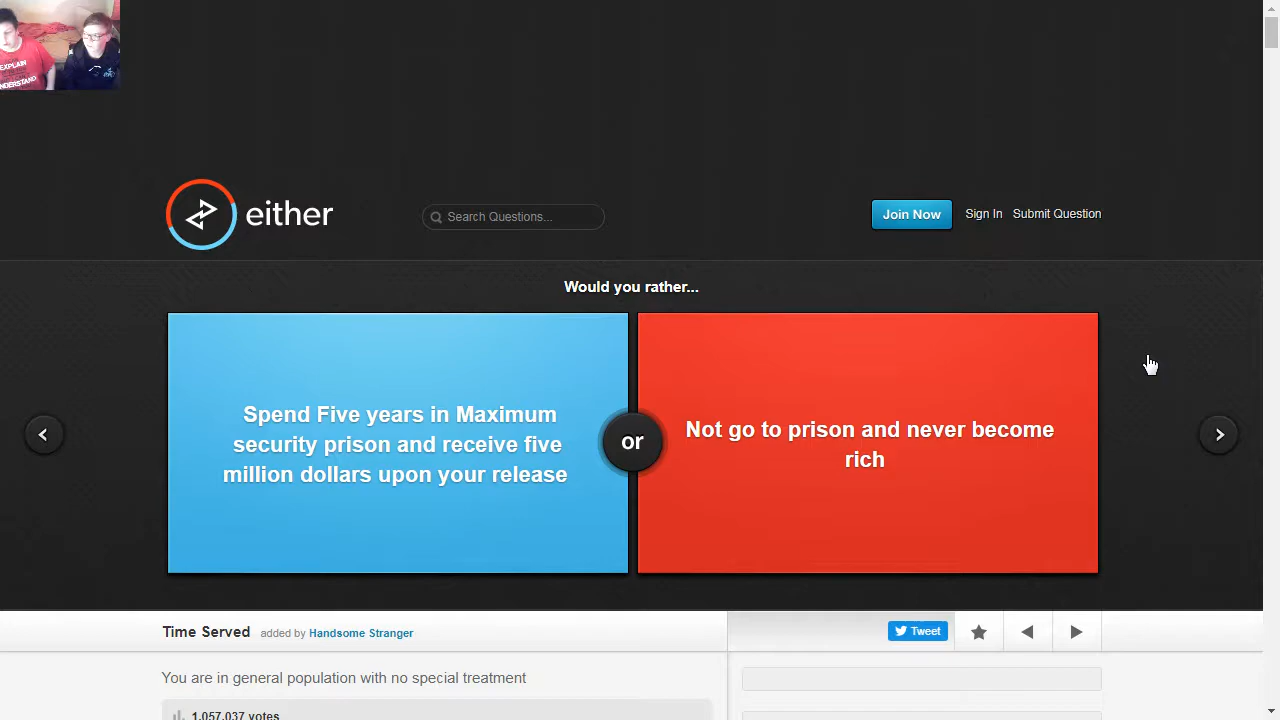 EXPLAIN
UNDERSTAND
either
Search Questions...
Join Now
Sign In
Submit Question
Would you rather...
Spend Five years in Maximum
security prison and receive five
million dollars upon your release
or
Not go to prison and never become
rich
Time Served
added by Handsome Stranger
Tweet
You are in general population with no special treatment
1,057,037 votes